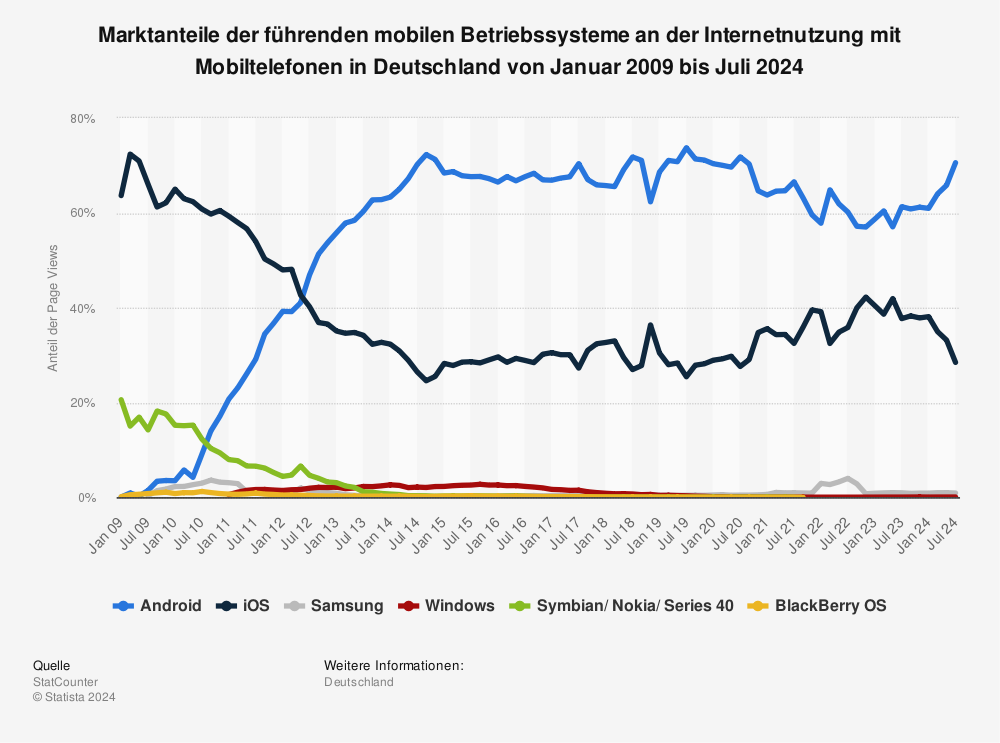 Marktanteile der führenden mobilen Betriebssysteme an der Internetnutzung mit
Mobiltelefonen in Deutschland von Januar 2009 bis Juli 2024
Anteil der Page Views
80%
60%
40%
20%
0%
Jan 09 Jul 09 Jan 10 Jul 10 Jan 11 Jul 11 Jan 12 Jul 12 Jan 13 Jul 13 Jan 14 Jul 14 Jan 15 Jul 15 Jan 16 Jul 16 Jan 17 Jul 17 Jan 18 Jul 18 Jan 19 Jul 19 Jan 20 Jul 20 Jan 21 Jul 21 Jan 22 Jul 22 Jan 23 Jul 23 Jan 24 Jul 24
Android iOS Samsung Windows Symbian/ Nokia/ Series 40 BlackBerry OS
Quelle
StatCounter
© Statista 2024
Weitere Informationen:
Deutschland